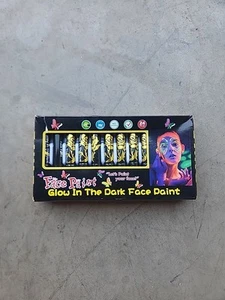 Face Paint
"Let's Paint
your face!"
Glow In The Dark Face Paint